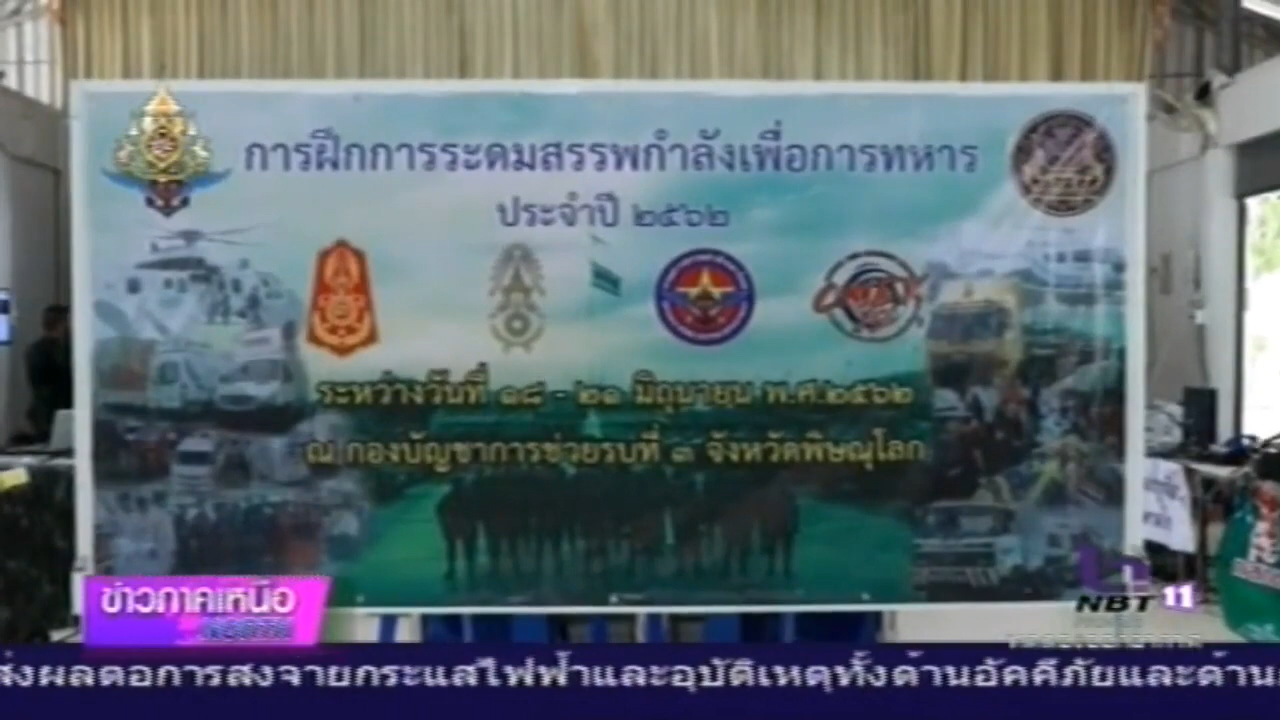 การฝึกการระดมสรรพกำลังเพื่อการทหาร
ประจำปี ๒๕๖๒
ระหว่างวันที่ ๑๘ - ๒๑ มิถุนายน พ.ศ.๒๕๖๒
ณ กองบัญชาการช่วยรบที่ ๓ จังหวัดพิษณุโลก
ข่าวภาคเหนือ
NBT 11
ส่งผลต่อการส่งจ่ายกระแสไฟฟ้าและอุบัติเหตุทั้งด้านอัคคีภัยและด้าน